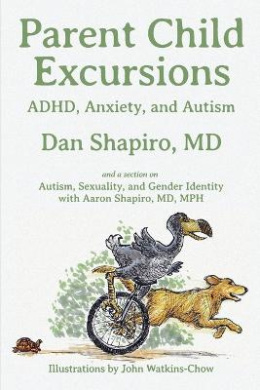 Parent Child
Excursions
ADHD, Anxiety, and Autism
Dan Shapiro, MD
and a section on
Autism, Sexuality, and Gender Identity
with Aaron Shapiro, MD, MPH
Illustrations by John Watkins-Chow